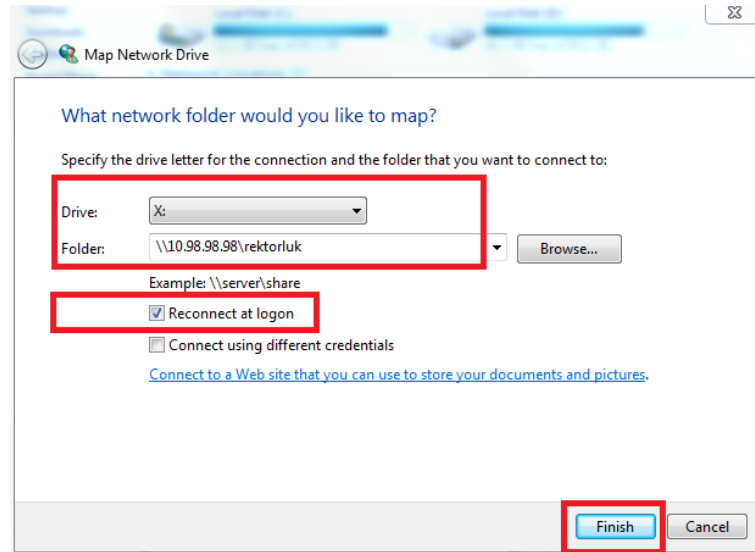 Map Network Drive
What network folder would you like to map?
Specify the drive letter for the connection and the folder that you want to connect to:
Drive: X:
Folder: \\10.98.98.98\rektorluk Browse...
Example: \\server\share
Reconnect at logon
Connect using different credentials
Connect to a Web site that you can use to store your documents and pictures.
Finish Cancel